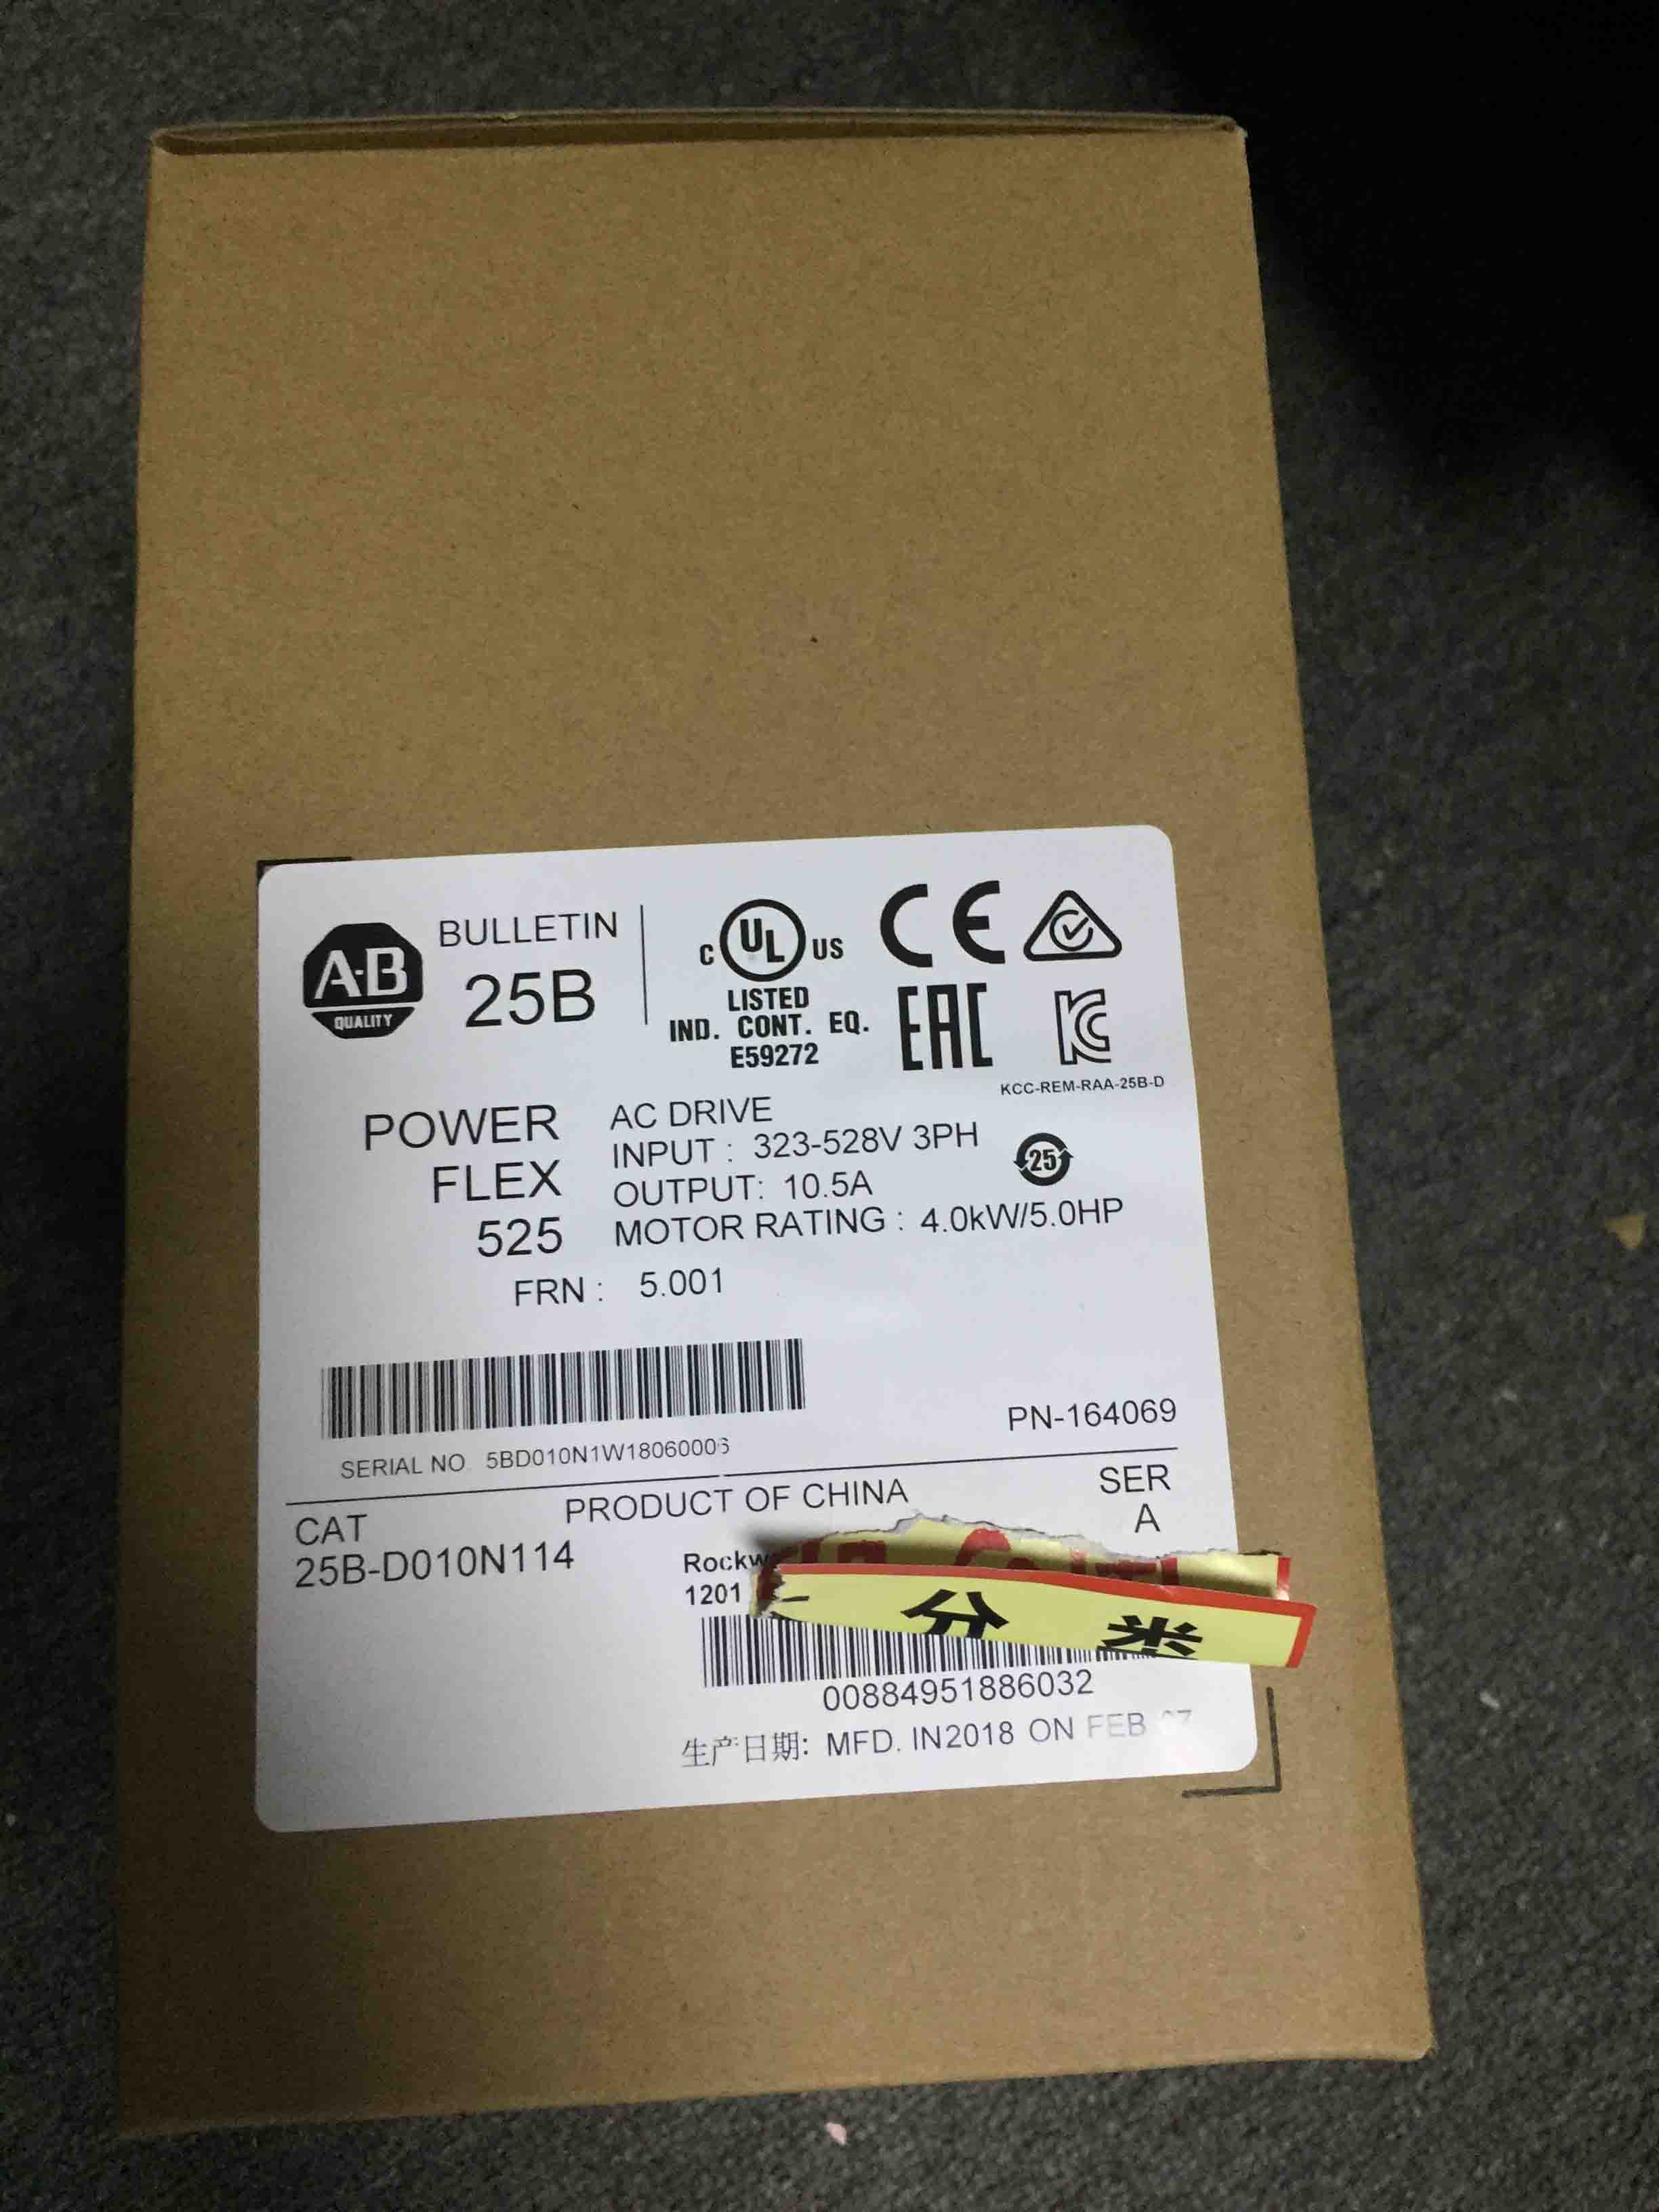 A-B
QUALITY
BULLETIN
25B
C UL US
LISTED
IND. CONT. EQ.
E59272
CE
EAC
KCC-REM-RAA-25B-D
POWER
FLEX
525
AC DRIVE
INPUT : 323-528V 3PH
OUTPUT: 10.5A
MOTOR RATING : 4.0kW/5.0HP
25
FRN : 5.001
SERIAL NO
PN-164069
PRODUCT OF CHINA
SER
A
CAT
25B-D010N114
1201
分 类
00884951886032
生产日期: MFD. IN2018 ON FEB